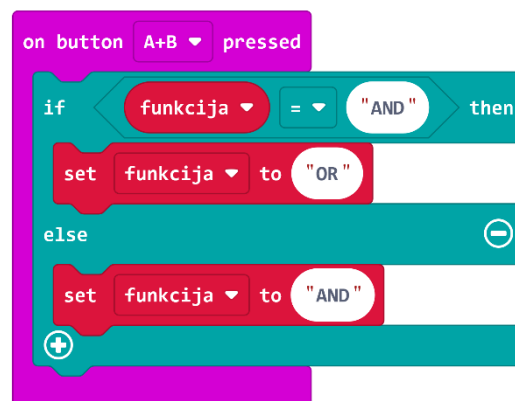 on button A+B pressed
if funkcija = "AND" then
set funkcija to "OR"
else
set funkcija to "AND"